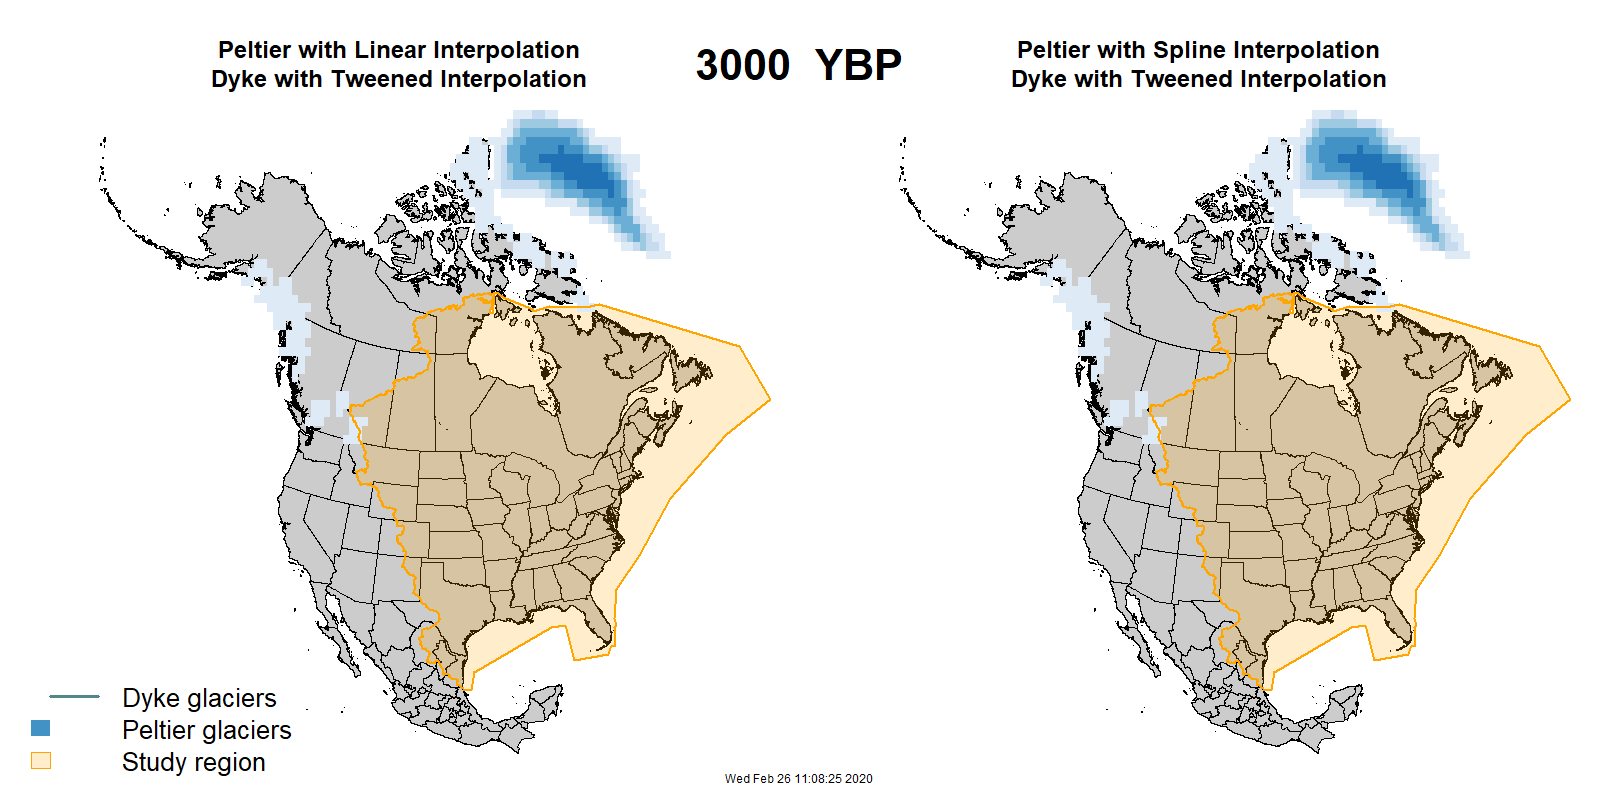 Peltier with Linear Interpolation
Dyke with Tweened Interpolation
3000 YBP
Peltier with Spline Interpolation
Dyke with Tweened Interpolation
Dyke glaciers
Peltier glaciers
Study region
Wed Feb 26 11:08:25 2020